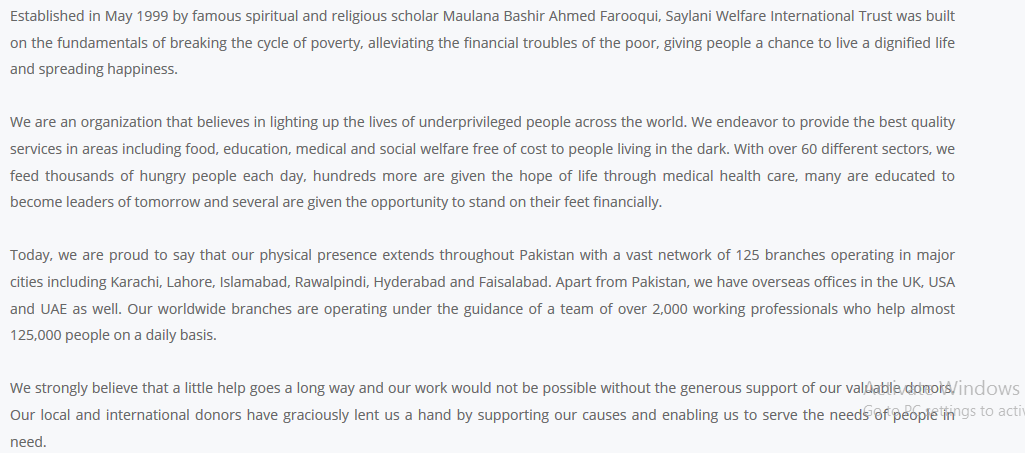 Established in May 1999 by famous spiritual and religious scholar Maulana Bashir Ahmed Farooqui, Saylani Welfare International Trust was built
on the fundamentals of breaking the cycle of poverty, alleviating the financial troubles of the poor, giving people a chance to live a dignified life
and spreading happiness.
We are an organization that believes in lighting up the lives of underprivileged people across the world. We endeavor to provide the best quality
services in areas including food, education, medical and social welfare free of cost to people living in the dark. With over 60 different sectors, we
feed thousands of hungry people each day, hundreds more are given the hope of life through medical health care, many are educated to
become leaders of tomorrow and several are given the opportunity to stand on their feet financially.
Today, we are proud to say that our physical presence extends throughout Pakistan with a vast network of 125 branches operating in major
cities including Karachi, Lahore, Islamabad, Rawalpindi, Hyderabad and Faisalabad. Apart from Pakistan, we have overseas offices in the UK, USA
and UAE as well. Our worldwide branches are operating under the guidance of a team of over 2,000 working professionals who help almost
125,000 people on a daily basis.
We strongly believe that a little help goes a long way and our work would not be possible without the generous support of our valuable donors.
Our local and international donors have graciously lent us a hand by supporting our causes and enabling us to serve the needs of people in
need.
Activate Windows
Go to PC settings to activ